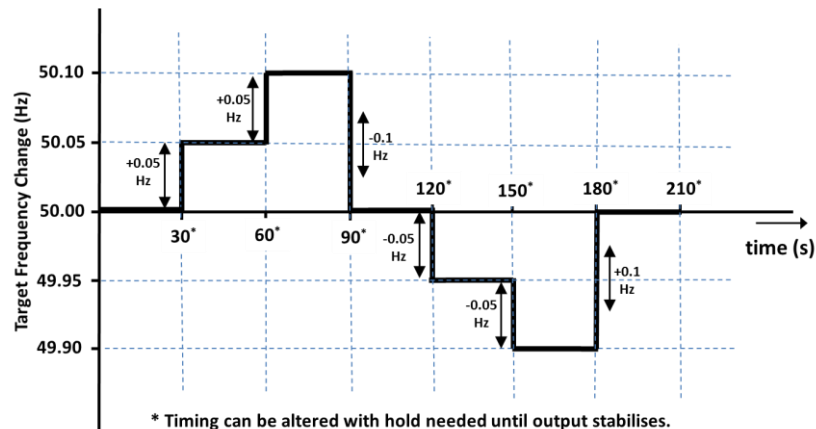 Target Frequency Change (Hz)
50.10
50.05
50.00
49.95
49.90
+0.05
Hz
+0.05
Hz
-0.1
Hz
30*
60*
90*
120*
150*
180*
210*
-0.05
Hz
-0.05
Hz
+0.1
Hz
time (s)
* Timing can be altered with hold needed until output stabilises.